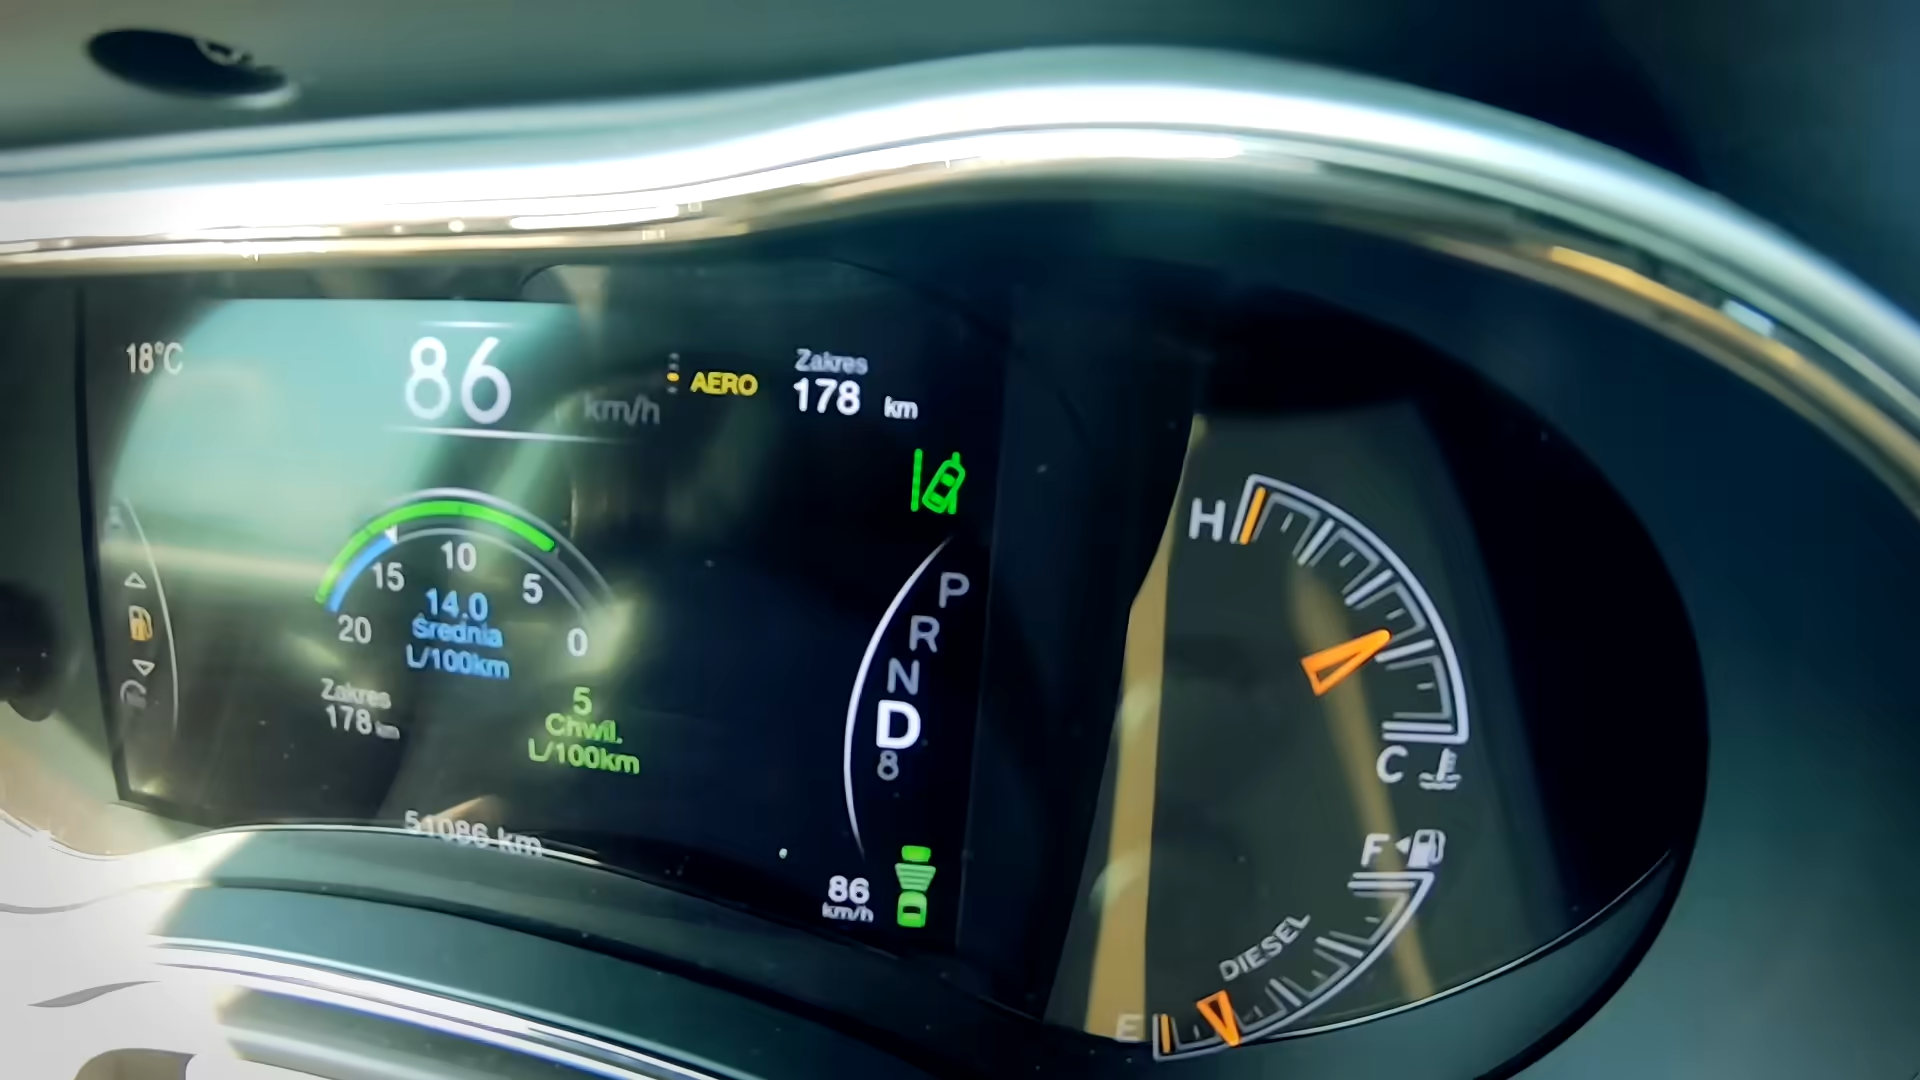 18°C
86
km/h
AERO
Zakres
178 km
10
15
5
20
0
14.0
Średnia
L/100km
Zakres
178 km
5
Chwil.
L/100km
51086 km
P
R
N
D
8
86
km/h
H
C
F
DIESEL
E